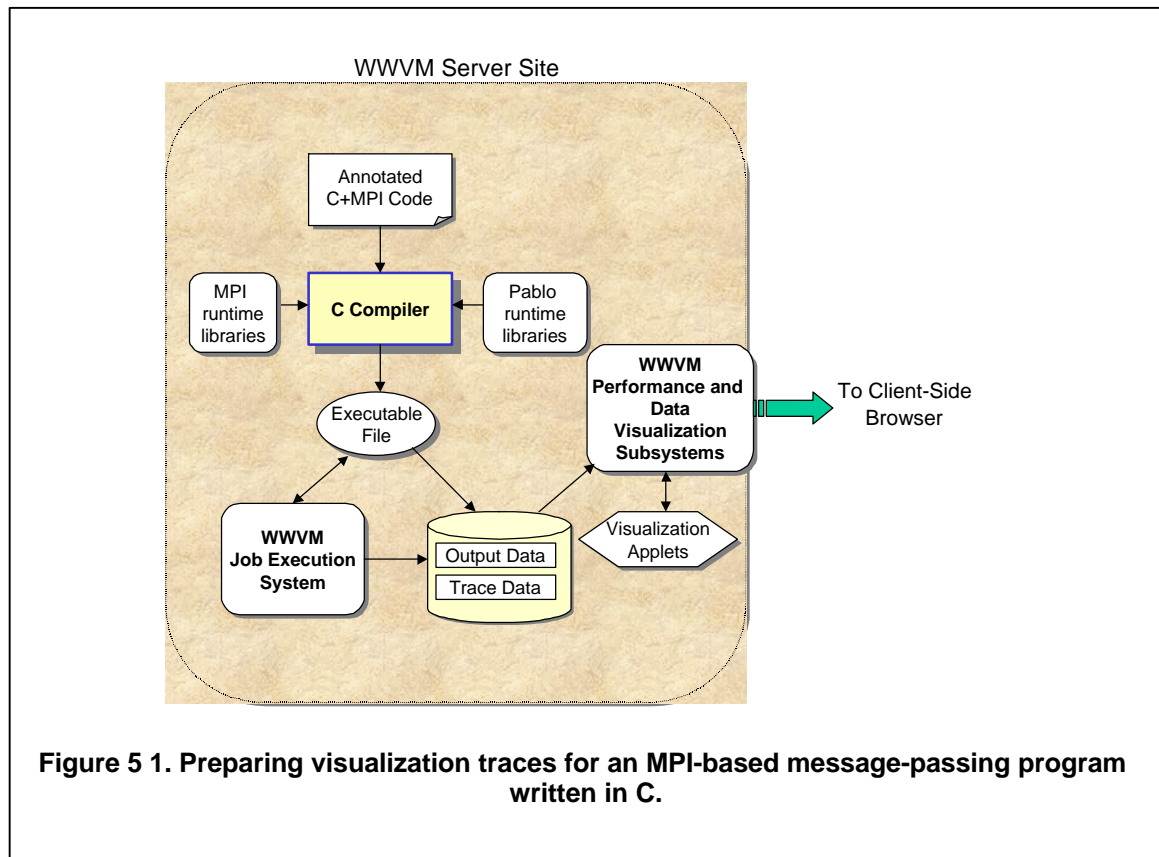 WWVM Server Site
Annotated
C+MPI Code
MPI
runtime
libraries
C Compiler
Pablo
runtime
libraries
WWVM
Performance and
Data
Visualization
Subsystems
To Client-Side
Browser
Executable
File
WWVM
Job Execution
System
Output Data
Trace Data
Visualization
Applets
Figure 5 1. Preparing visualization traces for an MPI-based message-passing program
written in C.